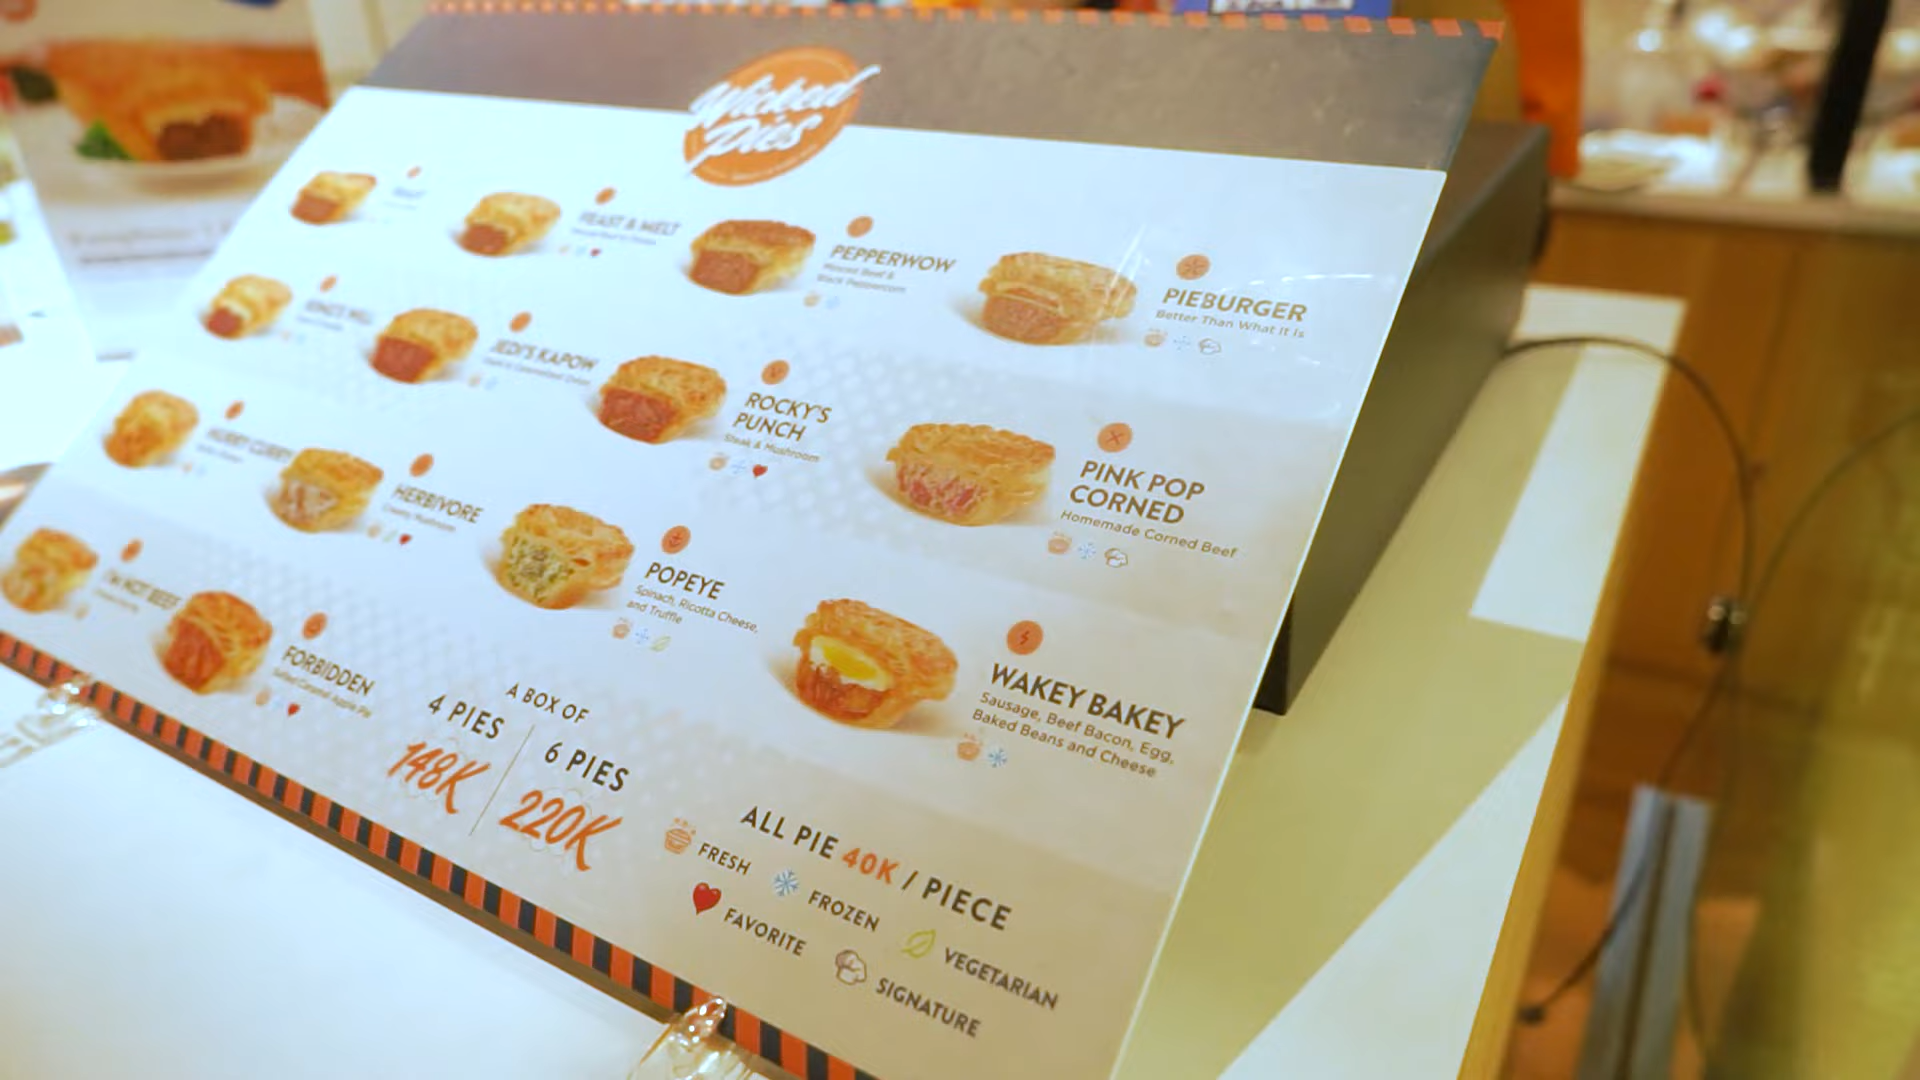 Wicked
Pies
FEAST & MELT
PEPPERWOW
Minced Beef &
Black Peppercorn
PIEBURGER
Better Than What It Is
JEDI'S KAPOW
ROCKY'S
PUNCH
Steak & Mushroom
PINK POP
CORNED
Homemade Corned Beef
HURRY CURRY
HERBIVORE
Creamy Mushroom
POPEYE
Spinach, Ricotta Cheese,
and Truffle
WAKEY BAKEY
Sausage, Beef Bacon, Egg,
Baked Beans and Cheese
I'M NOT BEEF
FORBIDDEN
Salted Caramel Apple Pie
A BOX OF
4 PIES
148K
6 PIES
220K
ALL PIE 40K / PIECE
FRESH
FROZEN
VEGETARIAN
FAVORITE
SIGNATURE